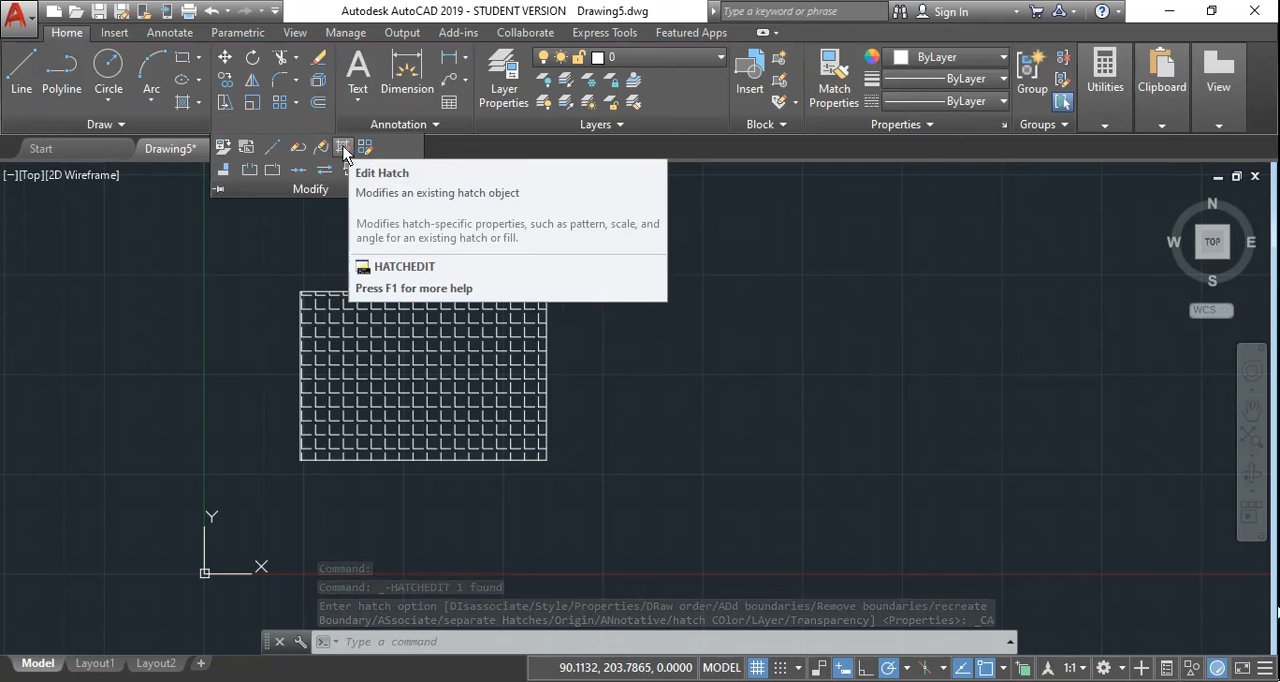 Autodesk AutoCAD 2019 - STUDENT VERSION Drawing5.dwg
Type a keyword or phrase
Sign In
Home Insert Annotate Parametric View Manage Output Add-ins Collaborate Express Tools Featured Apps
Line Polyline Circle Arc
Text Dimension
Layer Properties
0
Insert
Match Properties
ByLayer
ByLayer
ByLayer
Group
Utilities
Clipboard
View
Draw
Annotation
Layers
Block
Properties
Groups
Start Drawing5*
[−][Top][2D Wireframe]
Modify
Edit Hatch
Modifies an existing hatch object
Modifies hatch-specific properties, such as pattern, scale, and
angle for an existing hatch or fill.
HATCHEDIT
Press F1 for more help
N
W TOP E
S
WCS
Y
X
Command:
Command: _-HATCHEDIT 1 found
Enter hatch option [DIsassociate/Style/Properties/DRaw order/ADd boundaries/Remove boundaries/recreate
Boundary/ASsociate/separate Hatches/Origin/ANnotative/hatch COlor/LAyer/Transparency] <Properties>: _CA
Type a command
Model Layout1 Layout2 +
90.1132, 203.7865, 0.0000 MODEL
1:1